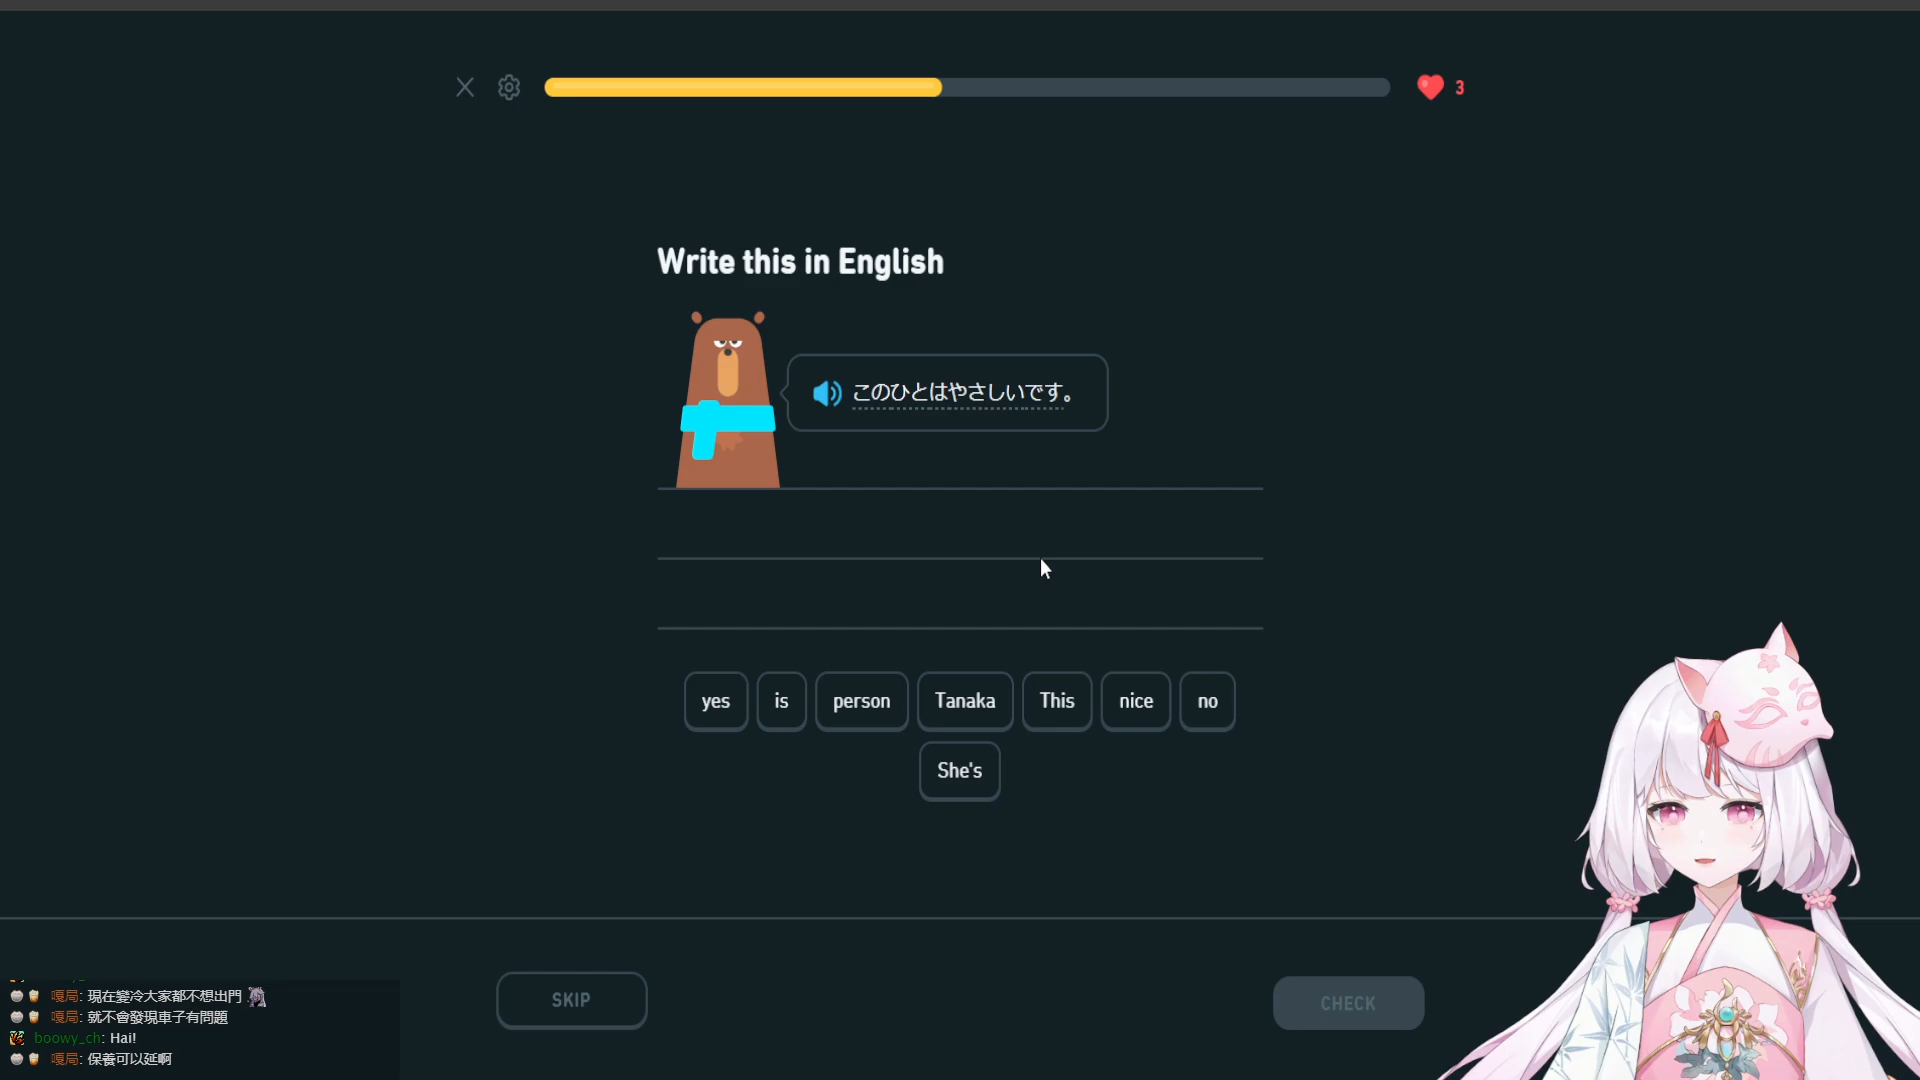 3
Write this in English
このひとはやさしいです。
yes is person Tanaka This nice no
She's
SKIP
CHECK
嘎局: 現在變冷大家都不想出門
嘎局: 就不會發現車子有問題
boowy_ch: Hai!
嘎局: 保養可以延啊